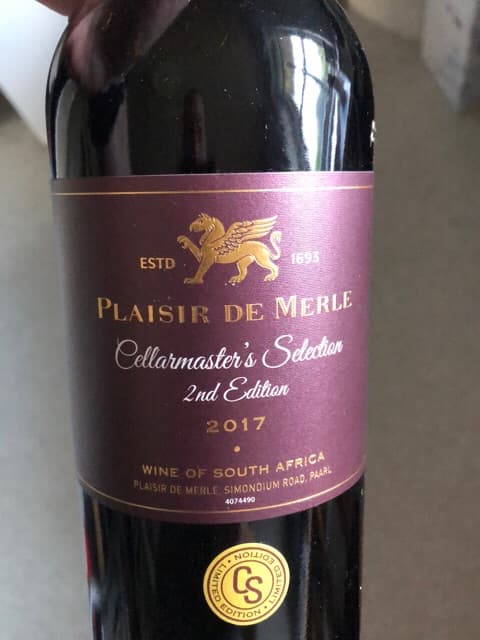 ESTD 1693
PLAISIR DE MERLE
Cellarmaster's Selection
2nd Edition
2017
WINE OF SOUTH AFRICA
PLAISIR DE MERLE, SIMONDIUM ROAD, PAARL
4074490
LIMITED EDITION • LIMITED EDITION •
CS